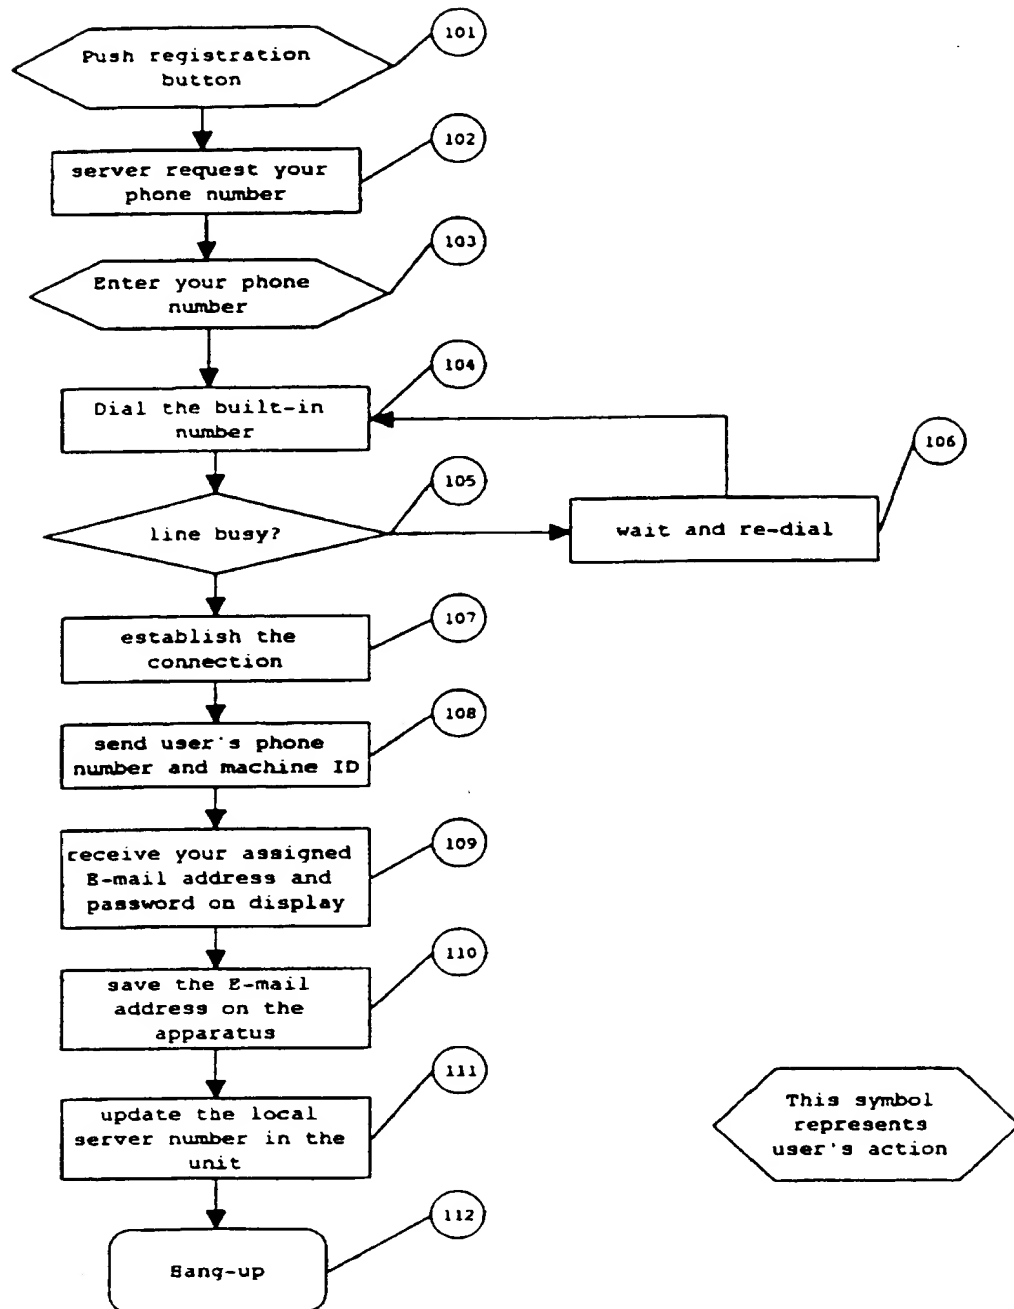 101
Push registration
button
102
server request your
phone number
103
Enter your phone
number
104
Dial the built-in
number
105
106
line busy?
wait and re-dial
107
establish the
connection
108
send user's phone
number and machine ID
109
receive your assigned
E-mail address and
password on display
110
save the E-mail
address on the
apparatus
111
update the local
server number in the
unit
This symbol
represents
user's action
112
Hang-up